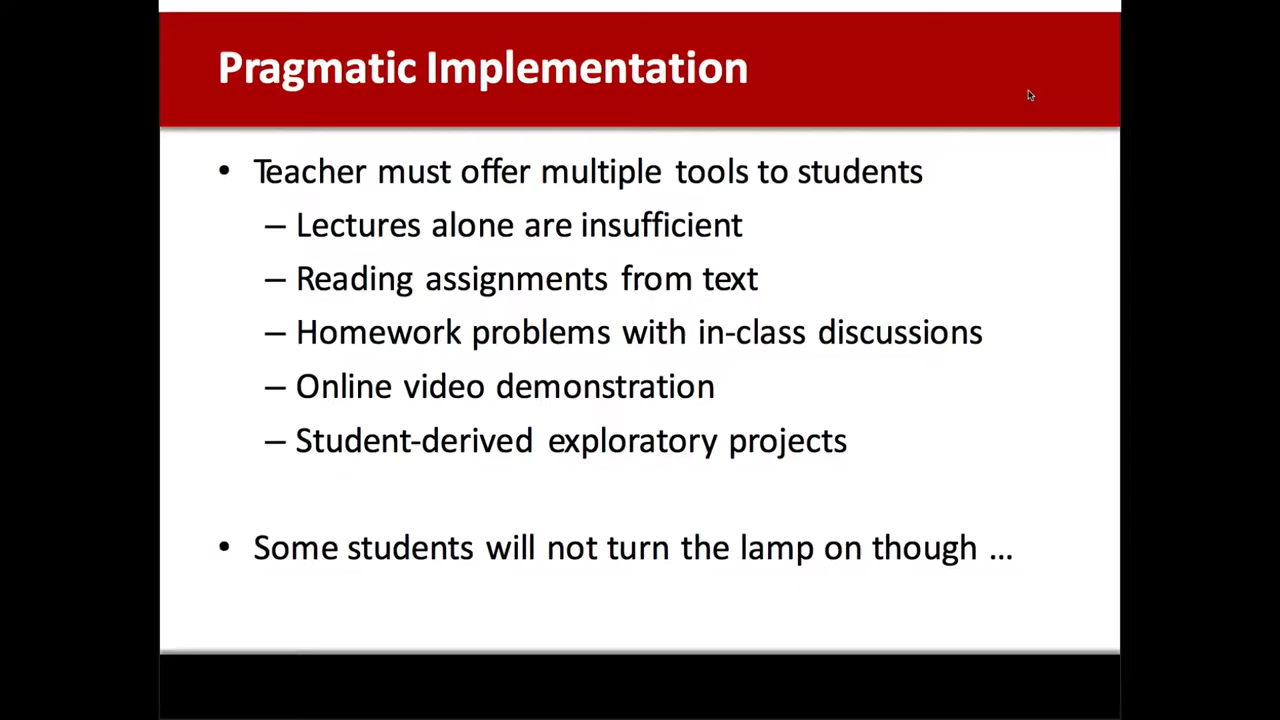 Pragmatic Implementation
• Teacher must offer multiple tools to students
– Lectures alone are insufficient
– Reading assignments from text
– Homework problems with in-class discussions
– Online video demonstration
– Student-derived exploratory projects
• Some students will not turn the lamp on though ...